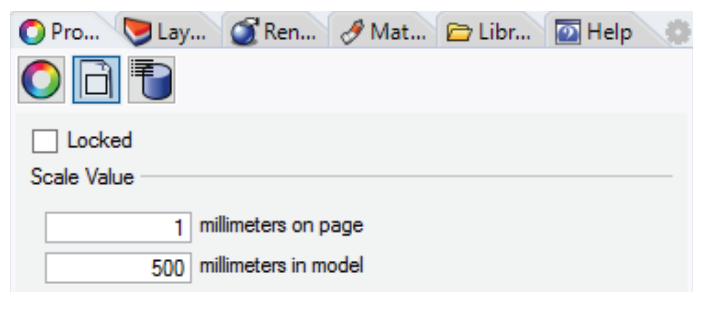 Pro... Lay... Ren... Mat... Libr... Help
Locked
Scale Value
1 millimeters on page
500 millimeters in model